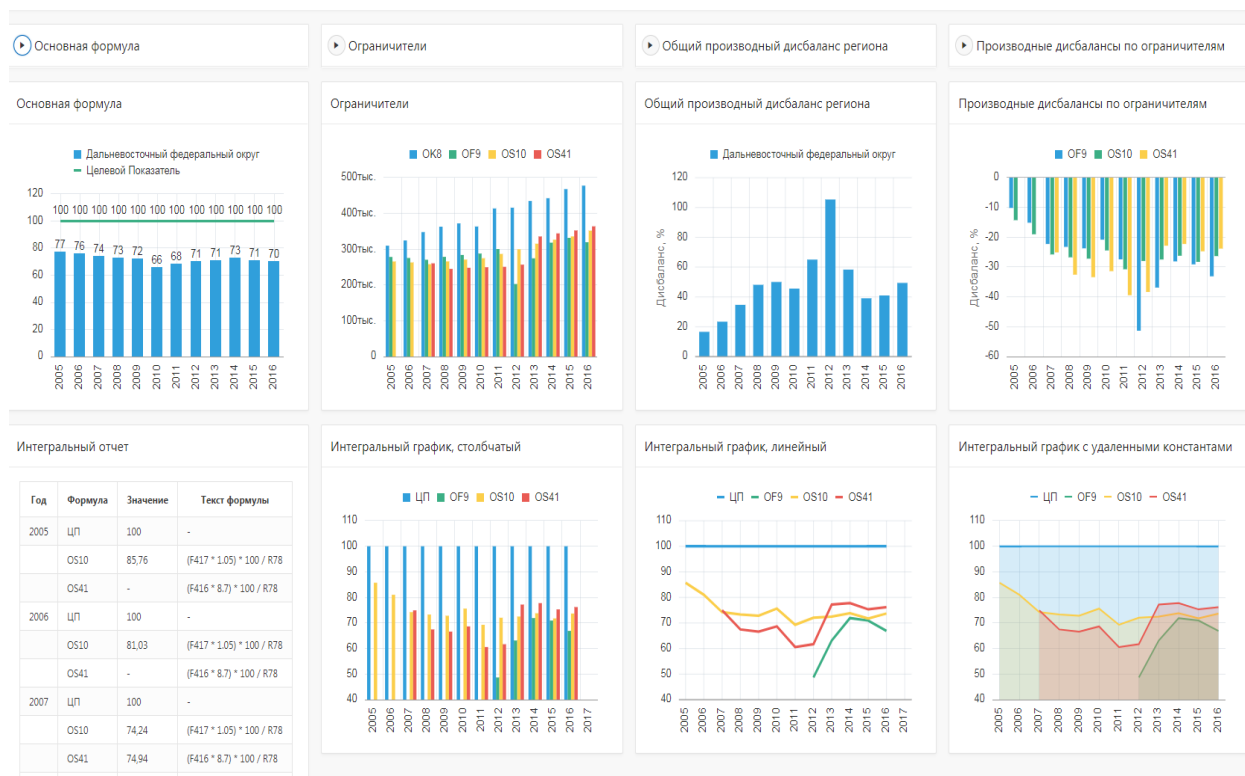 Основная формула
Ограничители
Общий производный дисбаланс региона
Производные дисбалансы по ограничителям
Основная формула
Дальневосточный федеральный округ
Целевой Показатель
120
100
80
60
40
20
0
100 100 100 100 100 100 100 100 100 100 100 100
77 76 74 73 72 66 68 71 71 73 71 70
2005 2006 2007 2008 2009 2010 2011 2012 2013 2014 2015 2016
Ограничители
OK8 OF9 OS10 OS41
500тыс.
400тыс.
300тыс.
200тыс.
100тыс.
0
2005 2006 2007 2008 2009 2010 2011 2012 2013 2014 2015 2016
Общий производный дисбаланс региона
Дальневосточный федеральный округ
Дисбаланс, %
120
100
80
60
40
20
0
2005 2006 2007 2008 2009 2010 2011 2012 2013 2014 2015 2016
Производные дисбалансы по ограничителям
OF9 OS10 OS41
Дисбаланс, %
0
-10
-20
-30
-40
-50
-60
2005 2006 2007 2008 2009 2010 2011 2012 2013 2014 2015 2016
Интегральный отчет
Год Формула Значение Текст формулы
2005 ЦП 100 -
OS10 85,76 (F417 * 1.05) * 100 / R78
OS41 - (F416 * 8.7) * 100 / R78
2006 ЦП 100 -
OS10 81,03 (F417 * 1.05) * 100 / R78
OS41 - (F416 * 8.7) * 100 / R78
2007 ЦП 100 -
OS10 74,24 (F417 * 1.05) * 100 / R78
OS41 74,94 (F416 * 8.7) * 100 / R78
Интегральный график, столбчатый
ЦП OF9 OS10 OS41
110
100
90
80
70
60
50
40
2005 2006 2007 2008 2009 2010 2011 2012 2013 2014 2015 2016 2017
Интегральный график, линейный
ЦП OF9 OS10 OS41
110
100
90
80
70
60
50
40
2005 2006 2007 2008 2009 2010 2011 2012 2013 2014 2015 2016 2017
Интегральный график с удаленными константами
ЦП OF9 OS10 OS41
110
100
90
80
70
60
50
40
2005 2006 2007 2008 2009 2010 2011 2012 2013 2014 2015 2016